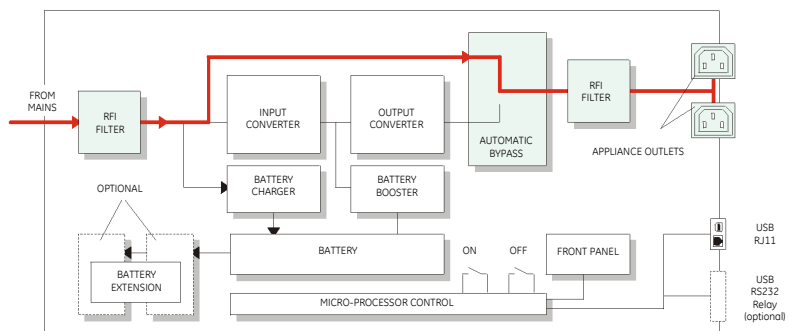 FROM
MAINS
RFI
FILTER
INPUT
CONVERTER
OUTPUT
CONVERTER
AUTOMATIC
BYPASS
RFI
FILTER
APPLIANCE OUTLETS
OPTIONAL
BATTERY
CHARGER
BATTERY
BOOSTER
BATTERY
BATTERY
EXTENSION
ON
OFF
FRONT PANEL
MICRO-PROCESSOR CONTROL
USB
RJ11
USB
RS232
Relay
(optional)